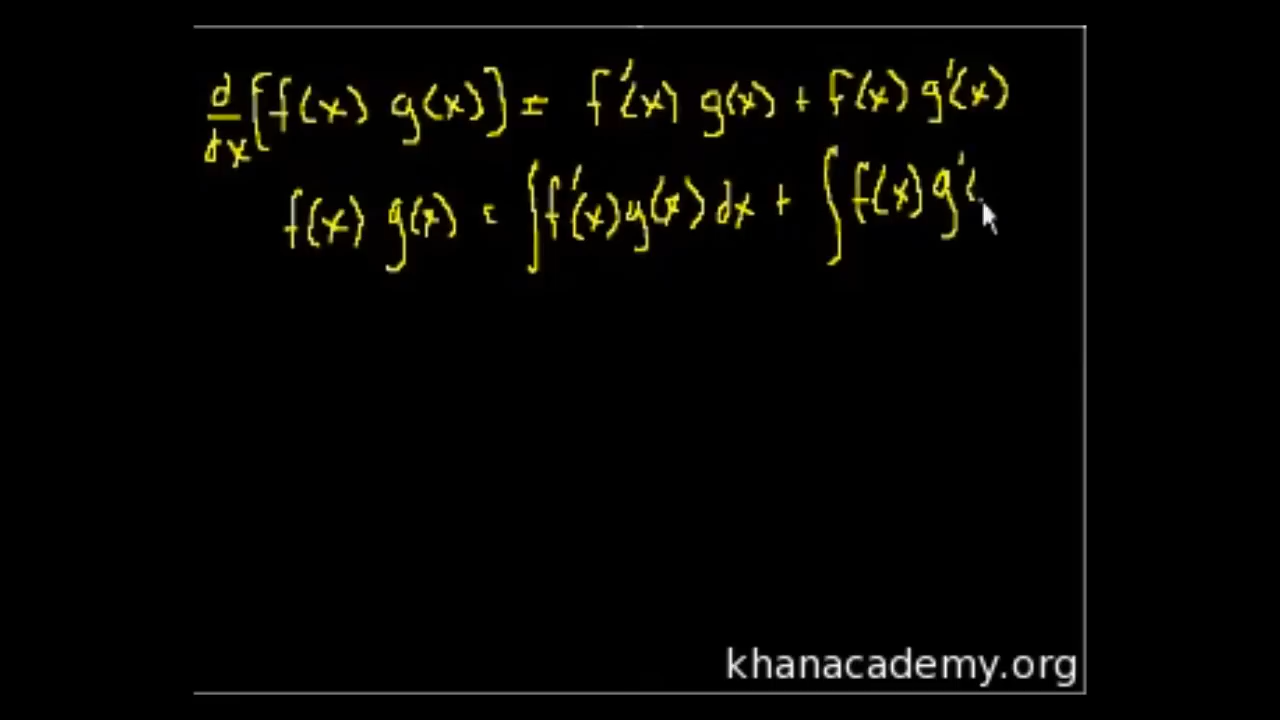 d/dx [f(x) g(x)] = f'(x) g(x) + f(x) g'(x)
f(x) g(x) = ∫f'(x)g(x) dx + ∫f(x) g'(
khanacademy.org